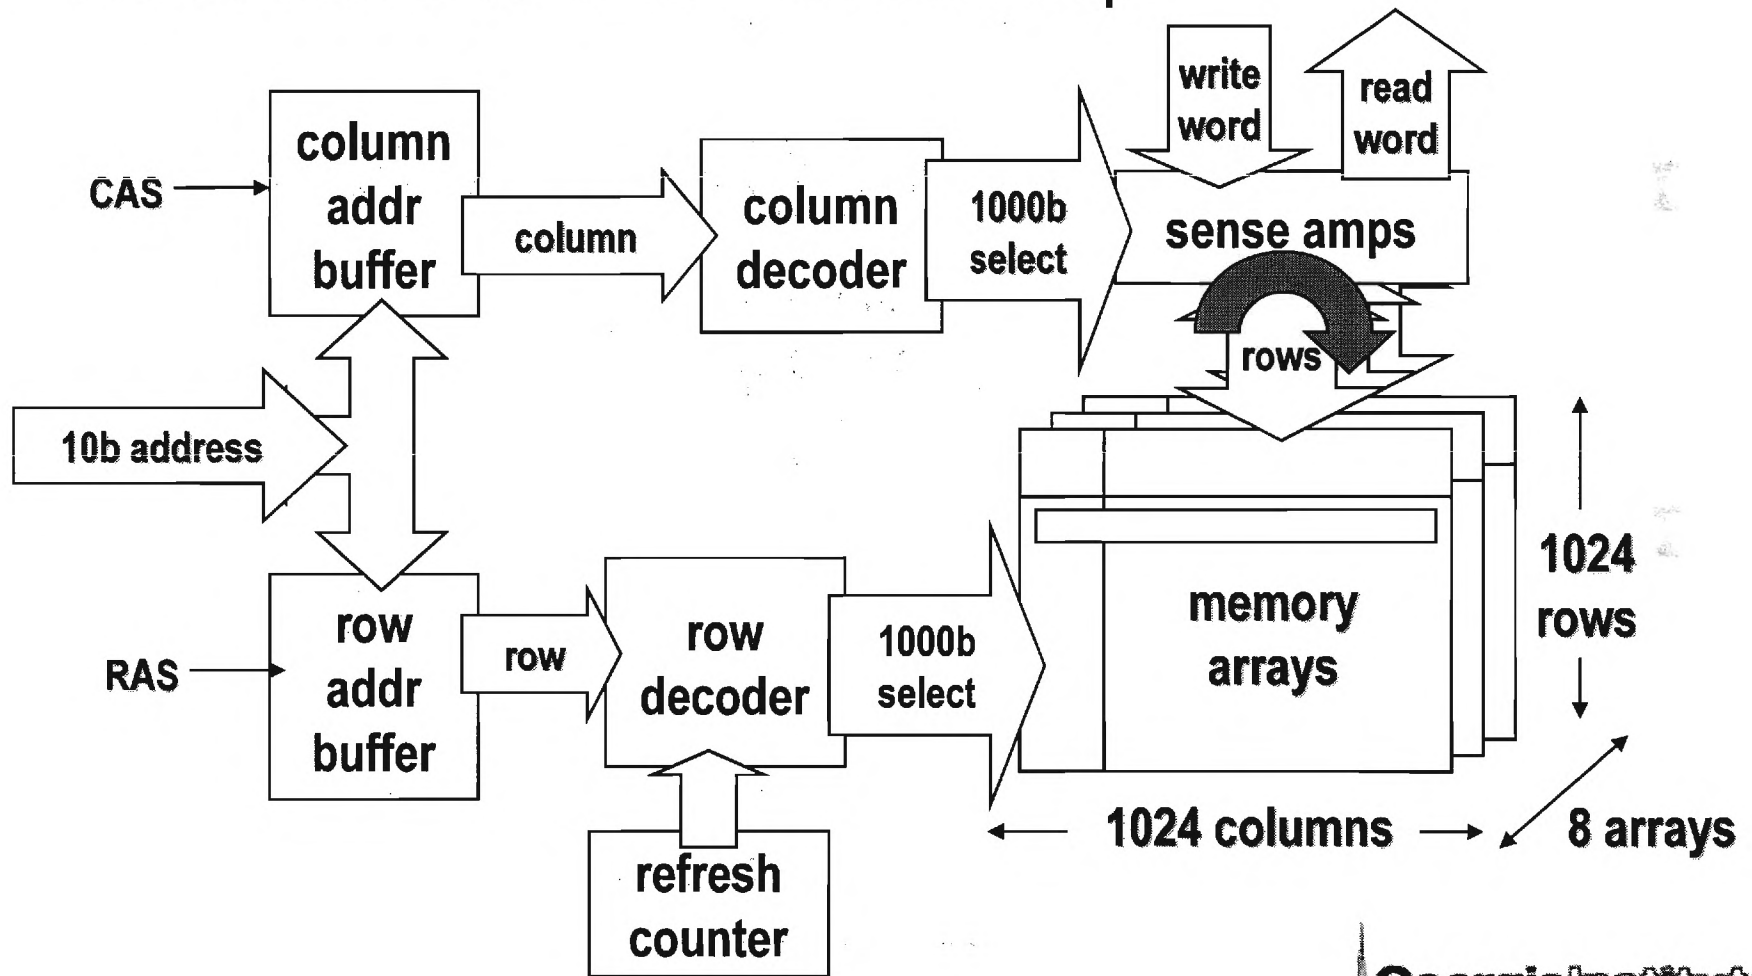 write
word
read
word
column
addr
buffer
CAS
column
column
decoder
1000b
select
sense amps
rows
10b address
row
addr
buffer
RAS
row
row
decoder
1000b
select
memory
arrays
1024
rows
1024 columns
8 arrays
refresh
counter